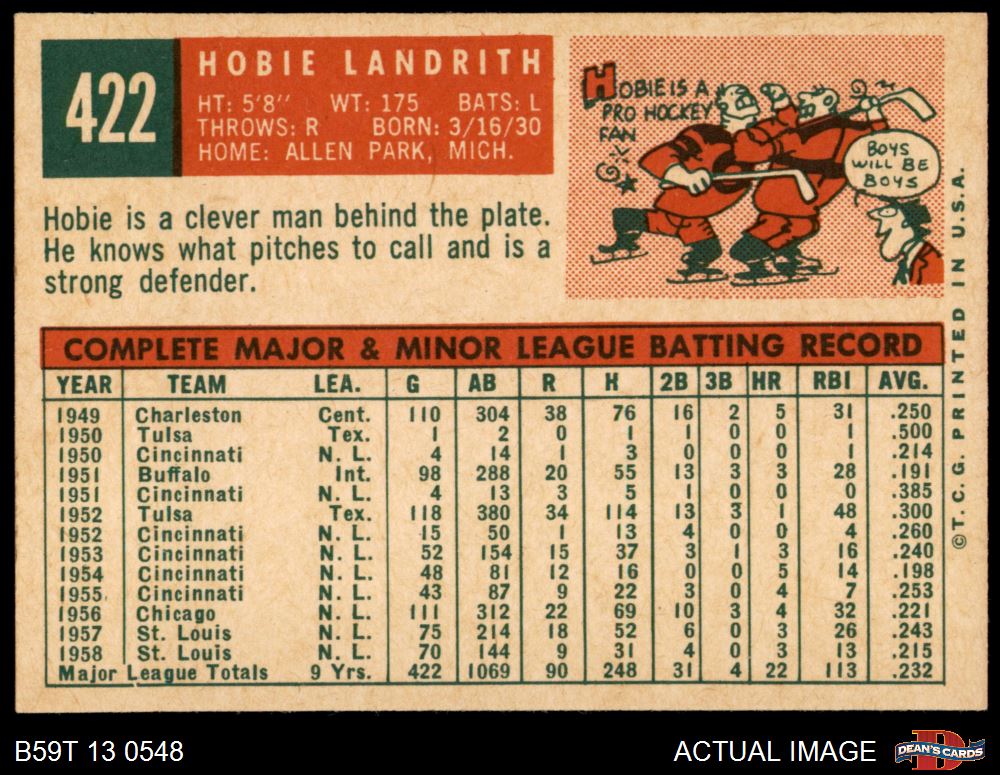 422
HOBIE LANDRITH
HT: 5'8" WT: 175 BATS: L
THROWS: R BORN: 3/16/30
HOME: ALLEN PARK, MICH.
HOBIE IS A
PRO HOCKEY
FAN
BOYS
WILL BE
BOYS
Hobie is a clever man behind the plate.
He knows what pitches to call and is a
strong defender.
COMPLETE MAJOR & MINOR LEAGUE BATTING RECORD
YEAR TEAM LEA. G AB R H 2B 3B HR RBI AVG.
1949 Charleston Cent. 110 304 38 76 16 2 5 31 .250
1950 Tulsa Tex. 1 2 0 1 1 0 0 1 .500
1950 Cincinnati N. L. 4 14 1 3 0 0 0 1 .214
1951 Buffalo Int. 98 288 20 55 13 3 3 28 .191
1951 Cincinnati N. L. 4 13 3 5 1 0 0 0 .385
1952 Tulsa Tex. 118 380 34 114 13 3 1 48 .300
1952 Cincinnati N. L. 15 50 1 13 4 0 0 4 .260
1953 Cincinnati N. L. 52 154 15 37 3 1 3 16 .240
1954 Cincinnati N. L. 48 81 12 16 0 0 5 14 .198
1955 Cincinnati N. L. 43 87 9 22 3 0 4 7 .253
1956 Chicago N. L. 111 312 22 69 10 3 4 32 .221
1957 St. Louis N. L. 75 214 18 52 6 0 3 26 .243
1958 St. Louis N. L. 70 144 9 31 4 0 3 13 .215
Major League Totals 9 Yrs. 422 1069 90 248 31 4 22 113 .232
© T. C. G. PRINTED IN U.S.A.
B59T 13 0548
ACTUAL IMAGE
DEAN'S CARDS